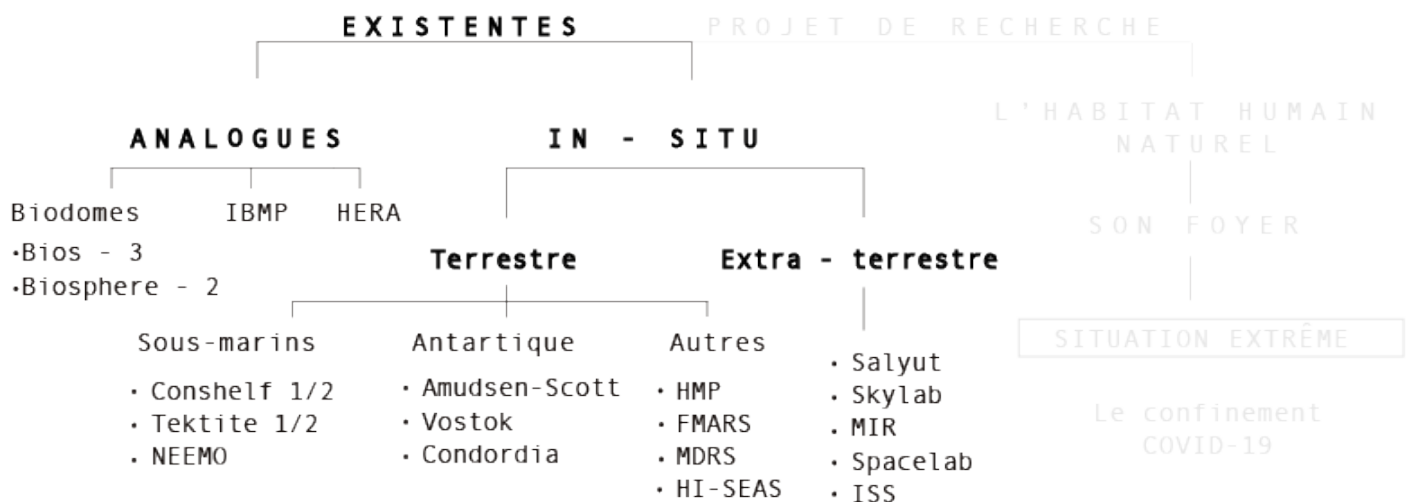 EXISTENTES
PROJET DE RECHERCHE
ANALOGUES
IN - SITU
L'HABITAT HUMAIN
NATUREL
Biodomes
IBMP
HERA
•Bios - 3
•Biosphere - 2
SON FOYER
Terrestre
Extra - terrestre
Sous-marins
• Conshelf 1/2
• Tektite 1/2
• NEEMO
Antartique
• Amudsen-Scott
• Vostok
• Condordia
Autres
• HMP
• FMARS
• MDRS
• HI-SEAS
• Salyut
• Skylab
• MIR
• Spacelab
• ISS
SITUATION EXTRÊME
Le confinement
COVID-19